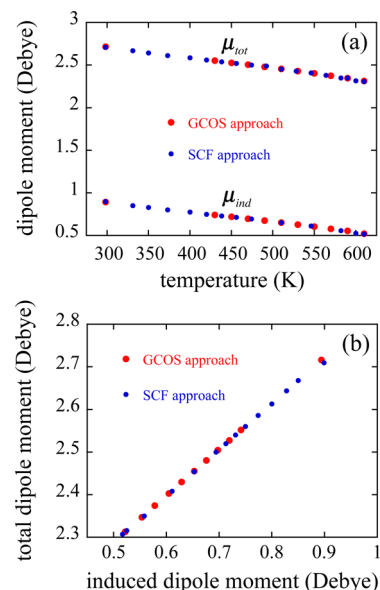 3
(a)
μtot
2.5
2
GCOS approach
1.5
SCF approach
μind
1
0.5
dipole moment (Debye)
300 350 400 450 500 550 600
temperature (K)
2.8
(b)
GCOS approach
2.7
SCF approach
2.6
2.5
2.4
2.3
total dipole moment (Debye)
0.5 0.6 0.7 0.8 0.9 1
induced dipole moment (Debye)